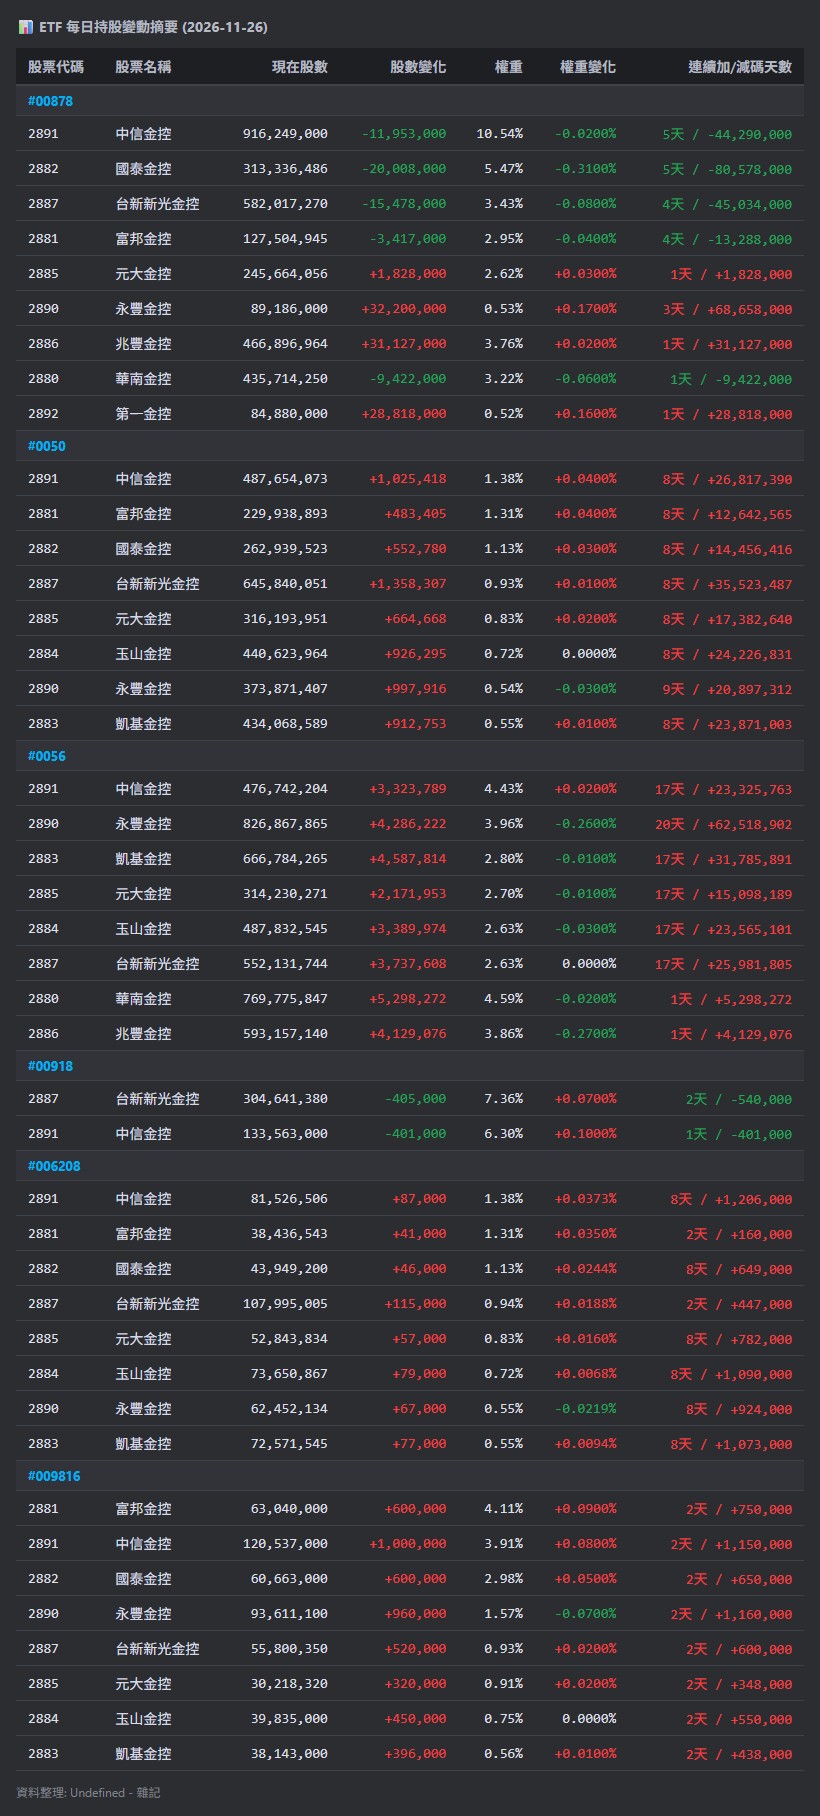 📊 ETF 每日持股變動摘要 (2026-11-26)
股票代碼 股票名稱 現在股數 股數變化 權重 權重變化 連續加/減碼天數
#00878
2891 中信金控 916,249,000 -11,953,000 10.54% -0.0200% 5天 / -44,290,000
2882 國泰金控 313,336,486 -20,008,000 5.47% -0.3100% 5天 / -80,578,000
2887 台新新光金控 582,017,270 -15,478,000 3.43% -0.0800% 4天 / -45,034,000
2881 富邦金控 127,504,945 -3,417,000 2.95% -0.0400% 4天 / -13,288,000
2885 元大金控 245,664,056 +1,828,000 2.62% +0.0300% 1天 / +1,828,000
2890 永豐金控 89,186,000 +32,200,000 0.53% +0.1700% 3天 / +68,658,000
2886 兆豐金控 466,896,964 +31,127,000 3.76% +0.0200% 1天 / +31,127,000
2880 華南金控 435,714,250 -9,422,000 3.22% -0.0600% 1天 / -9,422,000
2892 第一金控 84,880,000 +28,818,000 0.52% +0.1600% 1天 / +28,818,000
#0050
2891 中信金控 487,654,073 +1,025,418 1.38% +0.0400% 8天 / +26,817,390
2881 富邦金控 229,938,893 +483,405 1.31% +0.0400% 8天 / +12,642,565
2882 國泰金控 262,939,523 +552,780 1.13% +0.0300% 8天 / +14,456,416
2887 台新新光金控 645,840,051 +1,358,307 0.93% +0.0100% 8天 / +35,523,487
2885 元大金控 316,193,951 +664,668 0.83% +0.0200% 8天 / +17,382,640
2884 玉山金控 440,623,964 +926,295 0.72% 0.0000% 8天 / +24,226,831
2890 永豐金控 373,871,407 +997,916 0.54% -0.0300% 9天 / +20,897,312
2883 凱基金控 434,068,589 +912,753 0.55% +0.0100% 8天 / +23,871,003
#0056
2891 中信金控 476,742,204 +3,323,789 4.43% +0.0200% 17天 / +23,325,763
2890 永豐金控 826,867,865 +4,286,222 3.96% -0.2600% 20天 / +62,518,902
2883 凱基金控 666,784,265 +4,587,814 2.80% -0.0100% 17天 / +31,785,891
2885 元大金控 314,230,271 +2,171,953 2.70% -0.0100% 17天 / +15,098,189
2884 玉山金控 487,832,545 +3,389,974 2.63% -0.0300% 17天 / +23,565,101
2887 台新新光金控 552,131,744 +3,737,608 2.63% 0.0000% 17天 / +25,981,805
2880 華南金控 769,775,847 +5,298,272 4.59% -0.0200% 1天 / +5,298,272
2886 兆豐金控 593,157,140 +4,129,076 3.86% -0.2700% 1天 / +4,129,076
#00918
2887 台新新光金控 304,641,380 -405,000 7.36% +0.0700% 2天 / -540,000
2891 中信金控 133,563,000 -401,000 6.30% +0.1000% 1天 / -401,000
#006208
2891 中信金控 81,526,506 +87,000 1.38% +0.0373% 8天 / +1,206,000
2881 富邦金控 38,436,543 +41,000 1.31% +0.0350% 2天 / +160,000
2882 國泰金控 43,949,200 +46,000 1.13% +0.0244% 8天 / +649,000
2887 台新新光金控 107,995,005 +115,000 0.94% +0.0188% 2天 / +447,000
2885 元大金控 52,843,834 +57,000 0.83% +0.0160% 8天 / +782,000
2884 玉山金控 73,650,867 +79,000 0.72% +0.0068% 8天 / +1,090,000
2890 永豐金控 62,452,134 +67,000 0.55% -0.0219% 8天 / +924,000
2883 凱基金控 72,571,545 +77,000 0.55% +0.0094% 8天 / +1,073,000
#009816
2881 富邦金控 63,040,000 +600,000 4.11% +0.0900% 2天 / +750,000
2891 中信金控 120,537,000 +1,000,000 3.91% +0.0800% 2天 / +1,150,000
2882 國泰金控 60,663,000 +600,000 2.98% +0.0500% 2天 / +650,000
2890 永豐金控 93,611,100 +960,000 1.57% -0.0700% 2天 / +1,160,000
2887 台新新光金控 55,800,350 +520,000 0.93% +0.0200% 2天 / +600,000
2885 元大金控 30,218,320 +320,000 0.91% +0.0200% 2天 / +348,000
2884 玉山金控 39,835,000 +450,000 0.75% 0.0000% 2天 / +550,000
2883 凱基金控 38,143,000 +396,000 0.56% +0.0100% 2天 / +438,000
資料整理: Undefined - 雜記